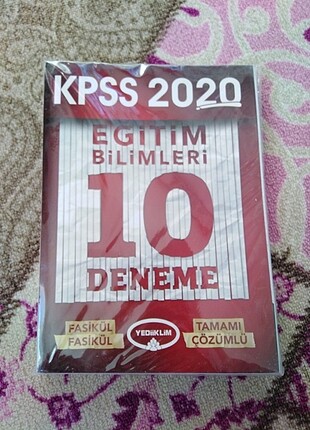 KPSS 2020
EĞİTİM
BİLİMLERİ
10
DENEME
FASİKÜL
FASİKÜL
YEDİİKLİM
TAMAMI
ÇÖZÜMLÜ